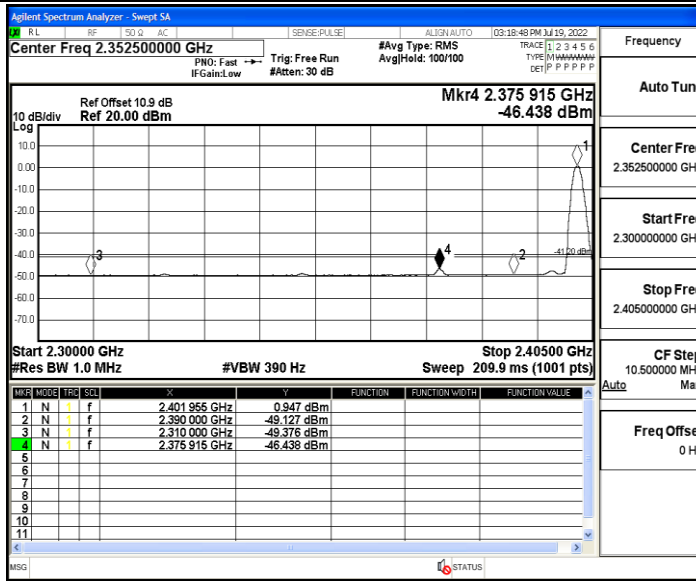 Agilent Spectrum Analyzer - Swept SA
RL RF 50 Ω AC SENSE:PULSE ALIGN AUTO 03:18:48 PM Jul 19, 2022
Center Freq 2.352500000 GHz
PNO: Fast
IFGain:Low
Trig: Free Run
#Atten: 30 dB
#Avg Type: RMS
Avg|Hold: 100/100
TRACE 1 2 3 4 5 6
TYPE M
DET P P P P P P
Ref Offset 10.9 dB
10 dB/div Ref 20.00 dBm
Log
Mkr4 2.375 915 GHz
-46.438 dBm
10.0
0.00
-10.0
-20.0
-30.0
-40.0
-50.0
-60.0
-70.0
1
3
4
2
-41.20 dBm
Start 2.30000 GHz Stop 2.40500 GHz
#Res BW 1.0 MHz #VBW 390 Hz Sweep 209.9 ms (1001 pts)
MKR MODE TRC SCL X Y FUNCTION FUNCTION WIDTH FUNCTION VALUE
1 N 1 f 2.401 955 GHz 0.947 dBm
2 N 1 f 2.390 000 GHz -49.127 dBm
3 N 1 f 2.310 000 GHz -49.376 dBm
4 N 1 f 2.375 915 GHz -46.438 dBm
5
6
7
8
9
10
11
MSG STATUS
Frequency
Auto Tun
Center Fre
2.352500000 GH
Start Fre
2.300000000 GH
Stop Fre
2.405000000 GH
CF Step
10.500000 MH
Auto Ma
Freq Offse
0 H